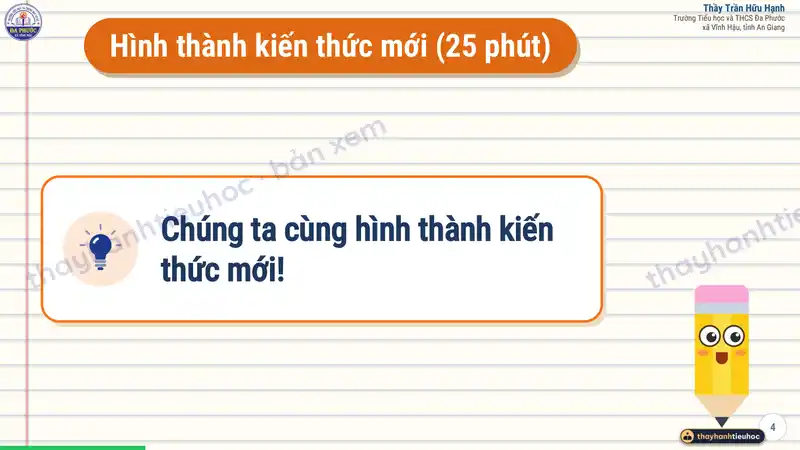 Thầy Trần Hữu Hạnh
Trường Tiểu học và THCS Đa Phước
xã Vĩnh Hậu, tỉnh An Giang
ĐA PHƯỚC
Hình thành kiến thức mới (25 phút)
thayhanhtieuhoc · bản xem
Chúng ta cùng hình thành kiến
thức mới!
thayhanhtie
thayhanhtieuhoc
4